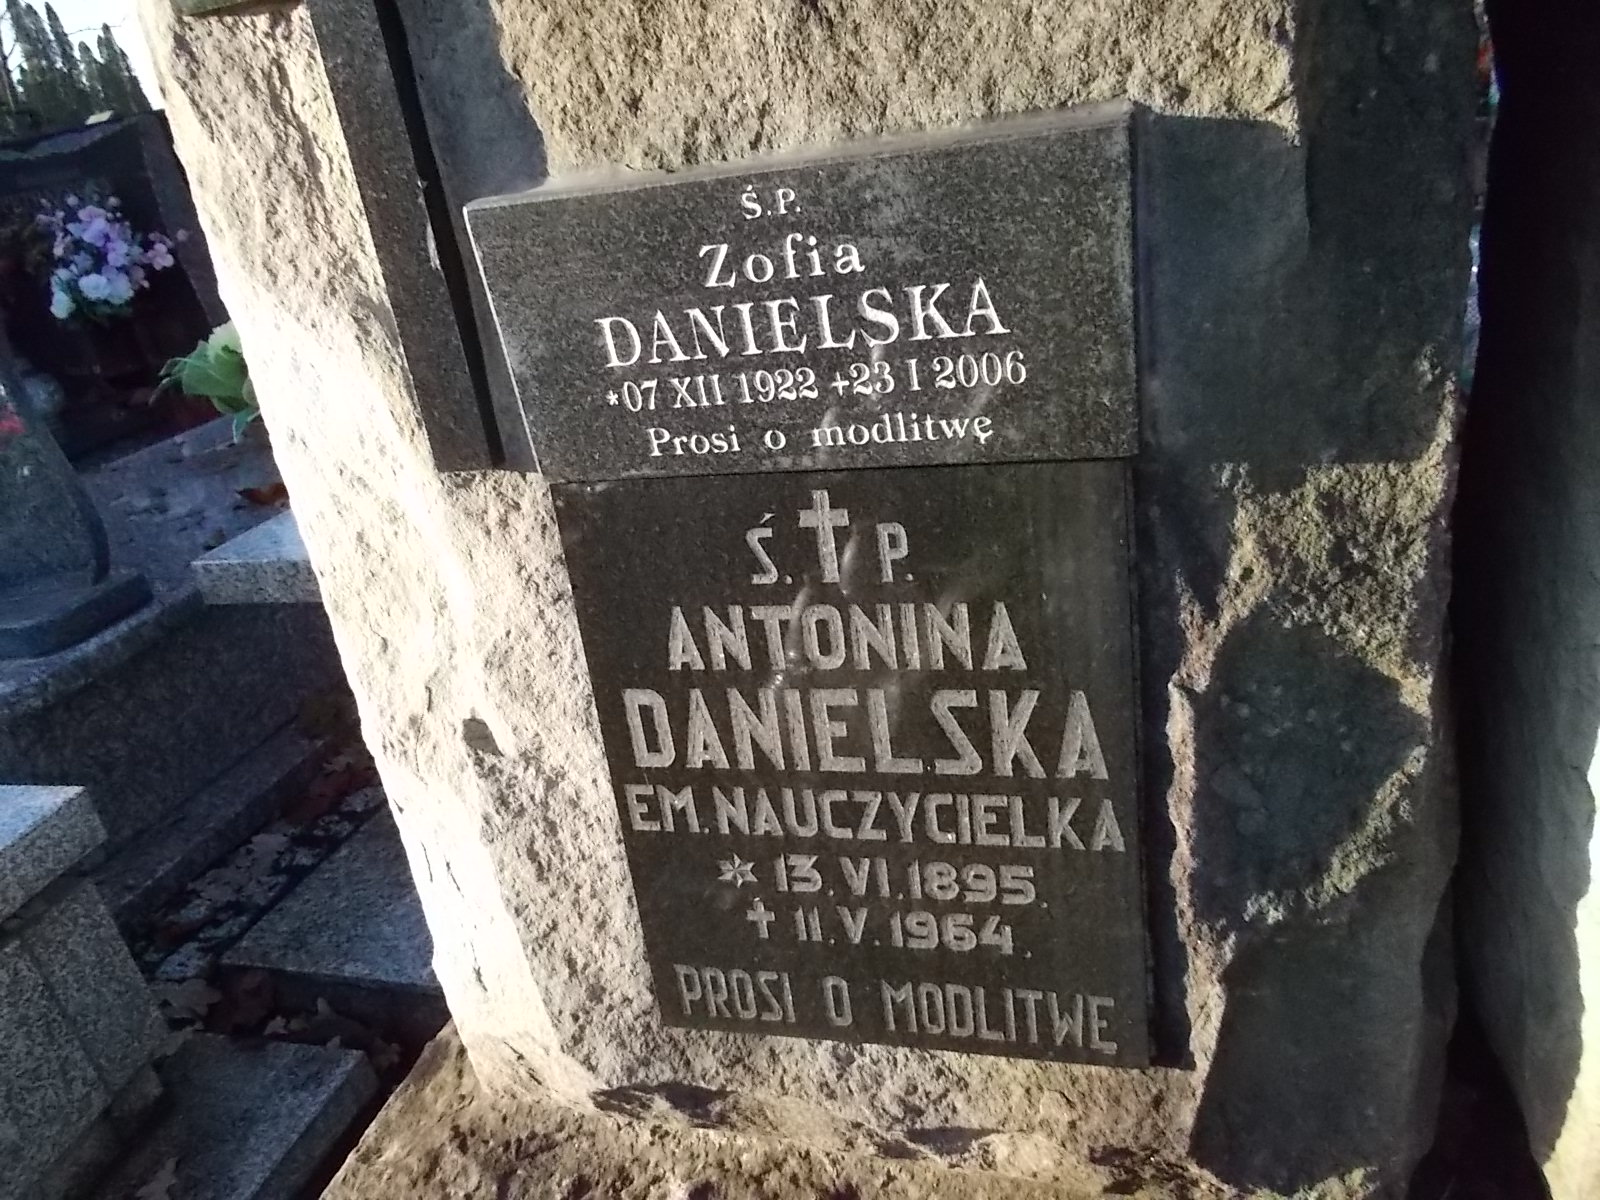 Ś.P.
Zofia
DANIELSKA
*07 XII 1922 +23 I 2006
Prosi o modlitwę
Ś. † P.
ANTONINA
DANIELSKA
EM. NAUCZYCIELKA
* 13.VI.1895.
† 11.V.1964.
PROSI O MODLITWĘ